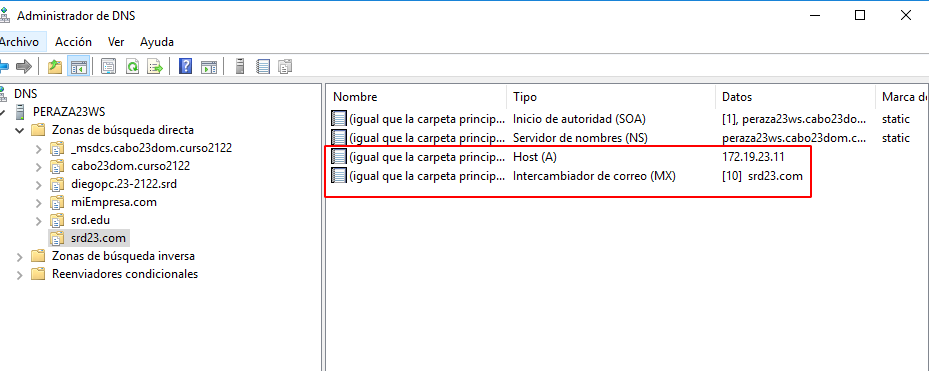 Administrador de DNS
Archivo Acción Ver Ayuda
DNS
PERAZA23WS
Zonas de búsqueda directa
_msdcs.cabo23dom.curso2122
cabo23dom.curso2122
diegopc.23-2122.srd
miEmpresa.com
srd.edu
srd23.com
Zonas de búsqueda inversa
Reenviadores condicionales
Nombre Tipo Datos Marca de
(igual que la carpeta princip... Inicio de autoridad (SOA) [1], peraza23ws.cabo23do... static
(igual que la carpeta princip... Servidor de nombres (NS) peraza23ws.cabo23dom.c... static
(igual que la carpeta princip... Host (A) 172.19.23.11
(igual que la carpeta princip... Intercambiador de correo (MX) [10] srd23.com